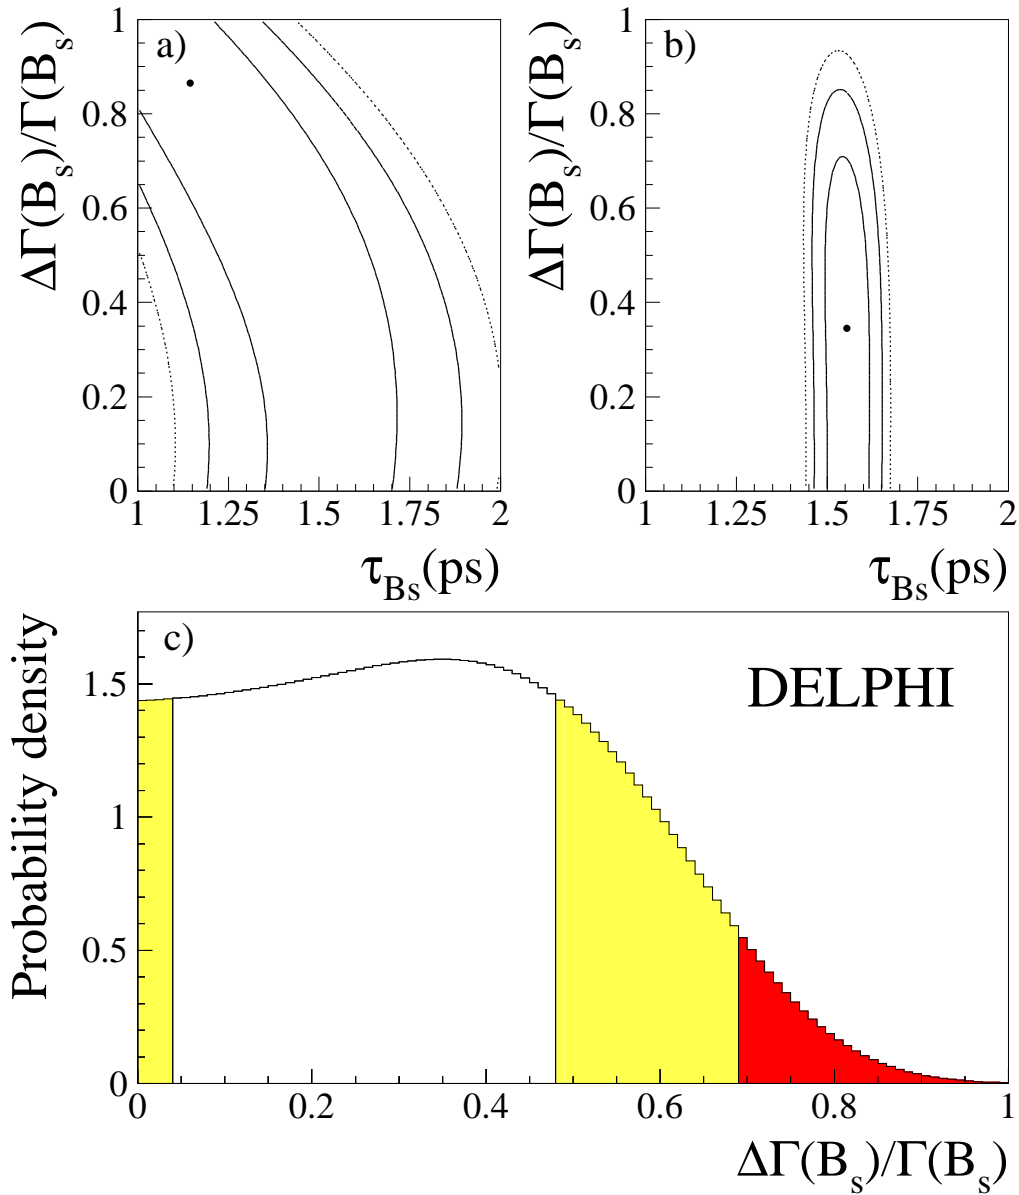 a)
ΔΓ(Bs)/Γ(Bs)
1
0.8
0.6
0.4
0.2
0
1 1.25 1.5 1.75 2
τBs(ps)
b)
ΔΓ(Bs)/Γ(Bs)
1
0.8
0.6
0.4
0.2
0
1 1.25 1.5 1.75 2
τBs(ps)
c)
DELPHI
Probability density
1.5
1
0.5
0
0 0.2 0.4 0.6 0.8 1
ΔΓ(Bs)/Γ(Bs)